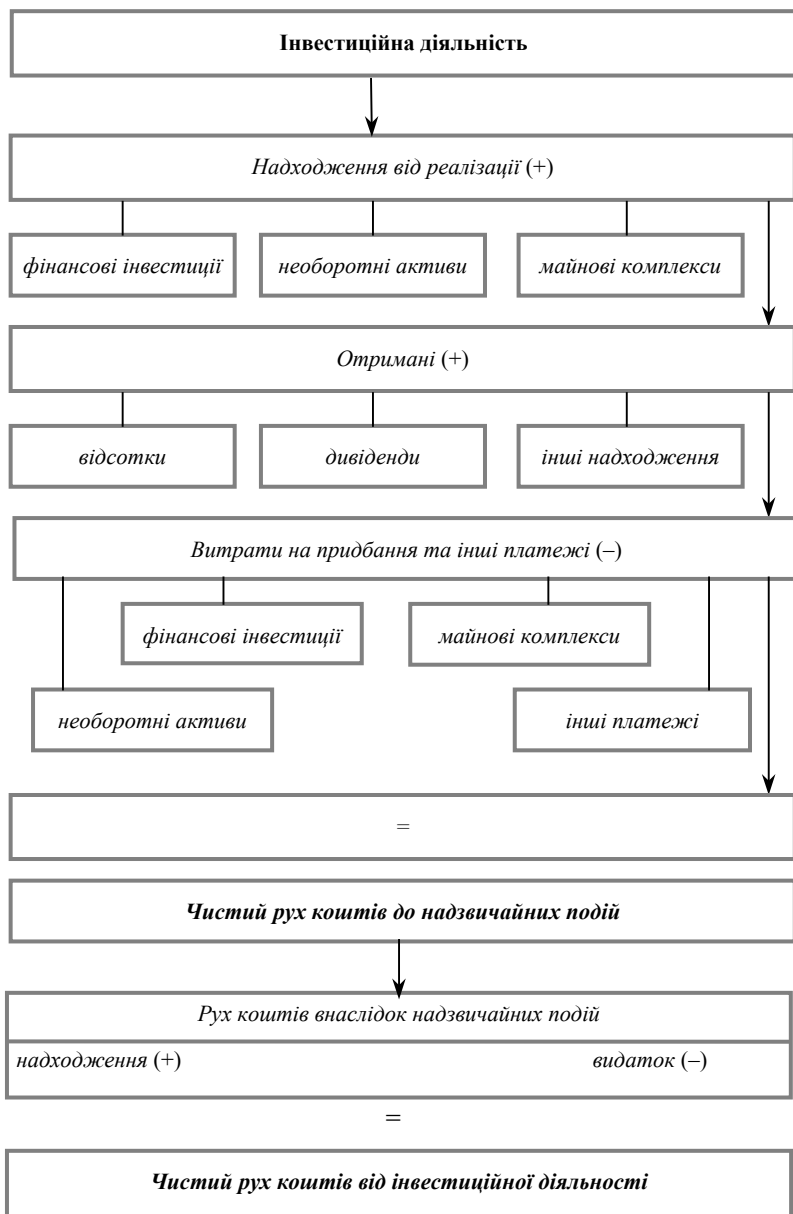 Інвестиційна діяльність
Надходження від реалізації (+)
фінансові інвестиції
необоротні активи
майнові комплекси
Отримані (+)
відсотки
дивіденди
інші надходження
Витрати на придбання та інші платежі (–)
фінансові інвестиції
майнові комплекси
необоротні активи
інші платежі
=
Чистий рух коштів до надзвичайних подій
Рух коштів внаслідок надзвичайних подій
надходження (+)
видаток (–)
=
Чистий рух коштів від інвестиційної діяльності